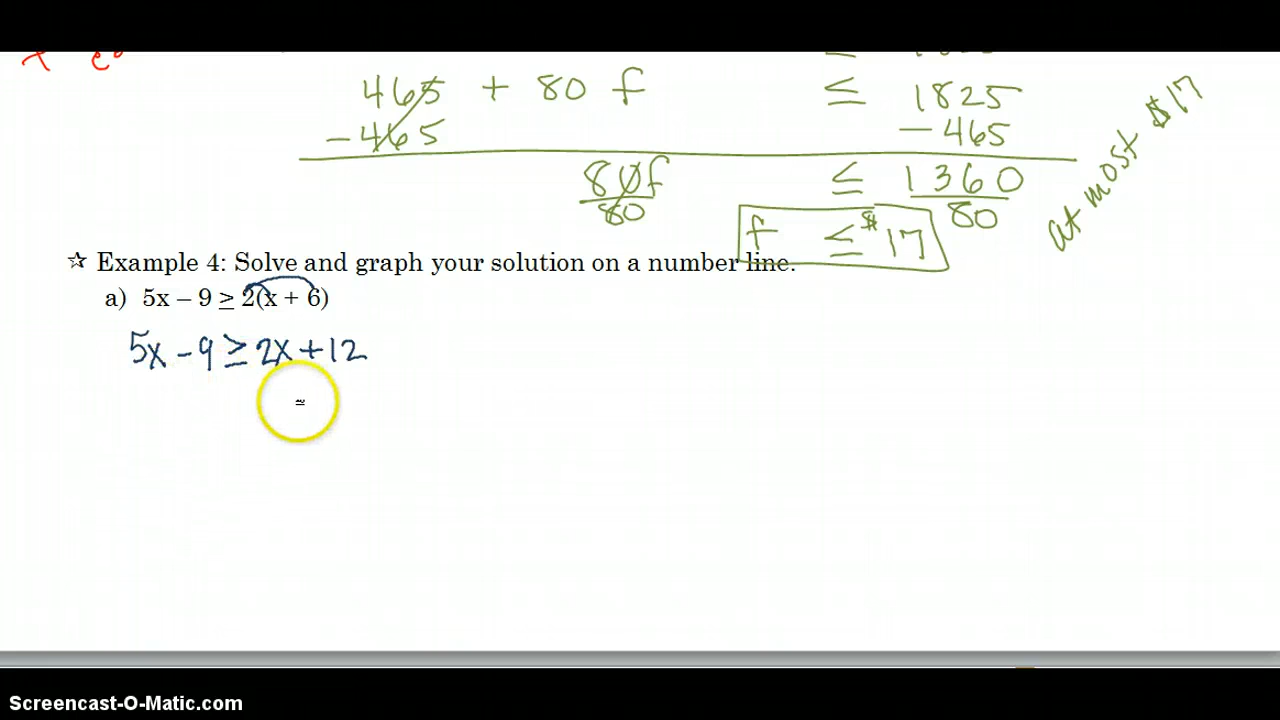 465 + 80 f ≤ 1825
- 465 - 465
80f ≤ 1360
80 80
f ≤ $17
at most $17
☆ Example 4: Solve and graph your solution on a number line.
a) 5x – 9 ≥ 2(x + 6)
5x - 9 ≥ 2x + 12
Screencast-O-Matic.com